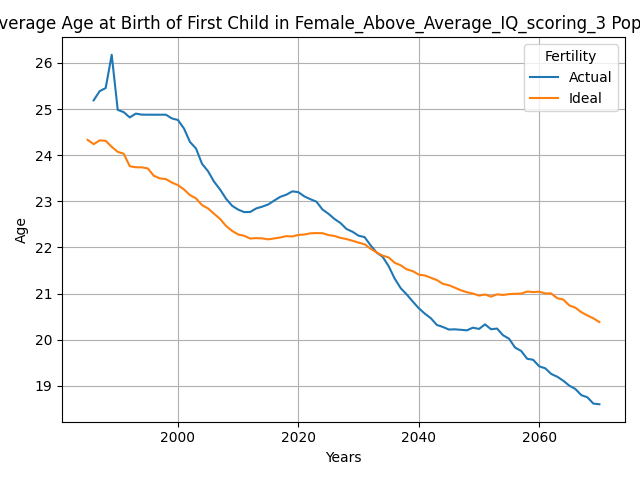 verage Age at Birth of First Child in Female_Above_Average_IQ_scoring_3 Pop
Fertility
Actual
Ideal
Age
26
25
24
23
22
21
20
19
2000 2020 2040 2060
Years